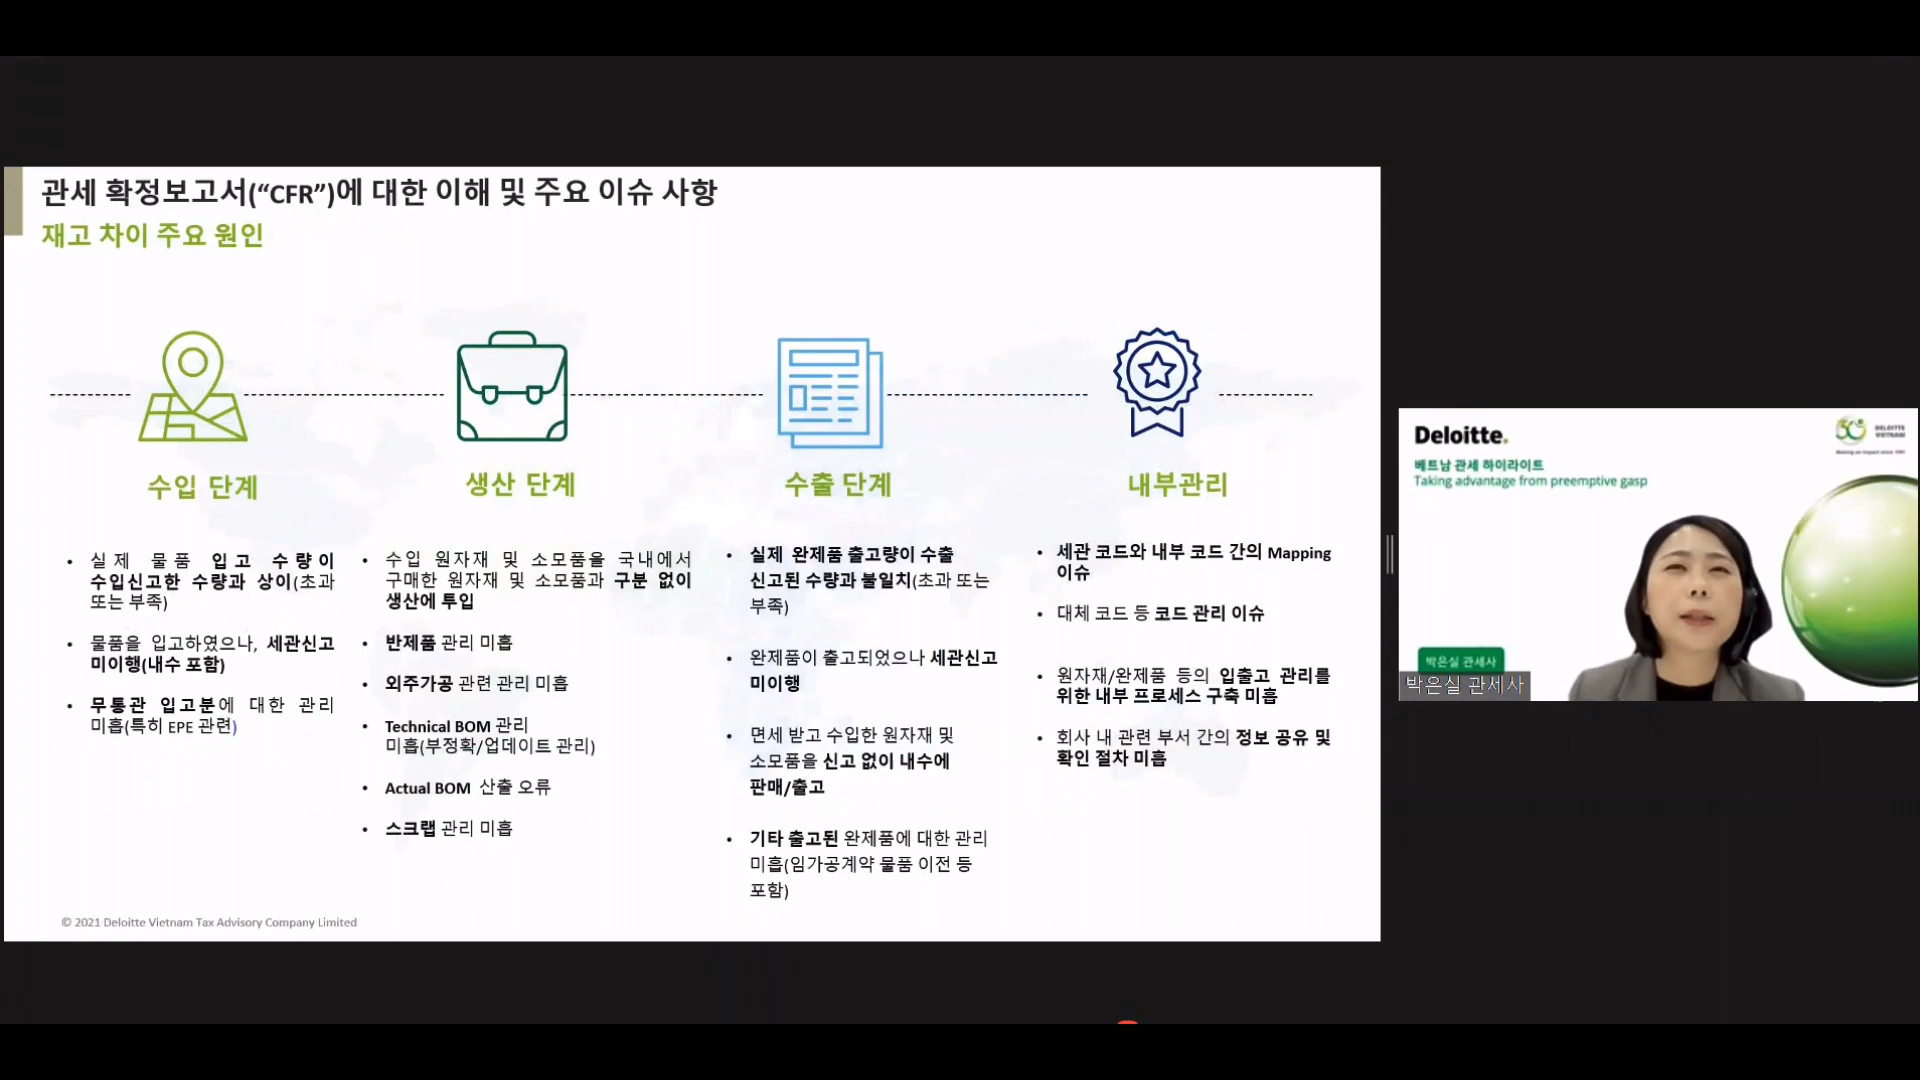 관세 확정보고서(“CFR”)에 대한 이해 및 주요 이슈 사항
재고 차이 주요 원인
수입 단계
• 실제 물품 입고 수량이
수입신고한 수량과 상이(초과
또는 부족)
• 물품을 입고하였으나, 세관신고
미이행(내수 포함)
• 무통관 입고분에 대한 관리
미흡(특히 EPE 관련)
생산 단계
• 수입 원자재 및 소모품을 국내에서
구매한 원자재 및 소모품과 구분 없이
생산에 투입
• 반제품 관리 미흡
• 외주가공 관련 관리 미흡
• Technical BOM 관리
미흡(부정확/업데이트 관리)
• Actual BOM 산출 오류
• 스크랩 관리 미흡
수출 단계
• 실제 완제품 출고량이 수출
신고된 수량과 불일치(초과 또는
부족)
• 완제품이 출고되었으나 세관신고
미이행
• 면세 받고 수입한 원자재 및
소모품을 신고 없이 내수에
판매/출고
• 기타 출고된 완제품에 대한 관리
미흡(임가공계약 물품 이전 등
포함)
내부관리
• 세관 코드와 내부 코드 간의 Mapping
이슈
• 대체 코드 등 코드 관리 이슈
• 원자재/완제품 등의 입출고 관리를
위한 내부 프로세스 구축 미흡
• 회사 내 관련 부서 간의 정보 공유 및
확인 절차 미흡
© 2021 Deloitte Vietnam Tax Advisory Company Limited
Deloitte.
베트남 관세 하이라이트
Taking advantage from preemptive gasp
DELOITTE
VIETNAM
박은실 관세사
박은실 관세사